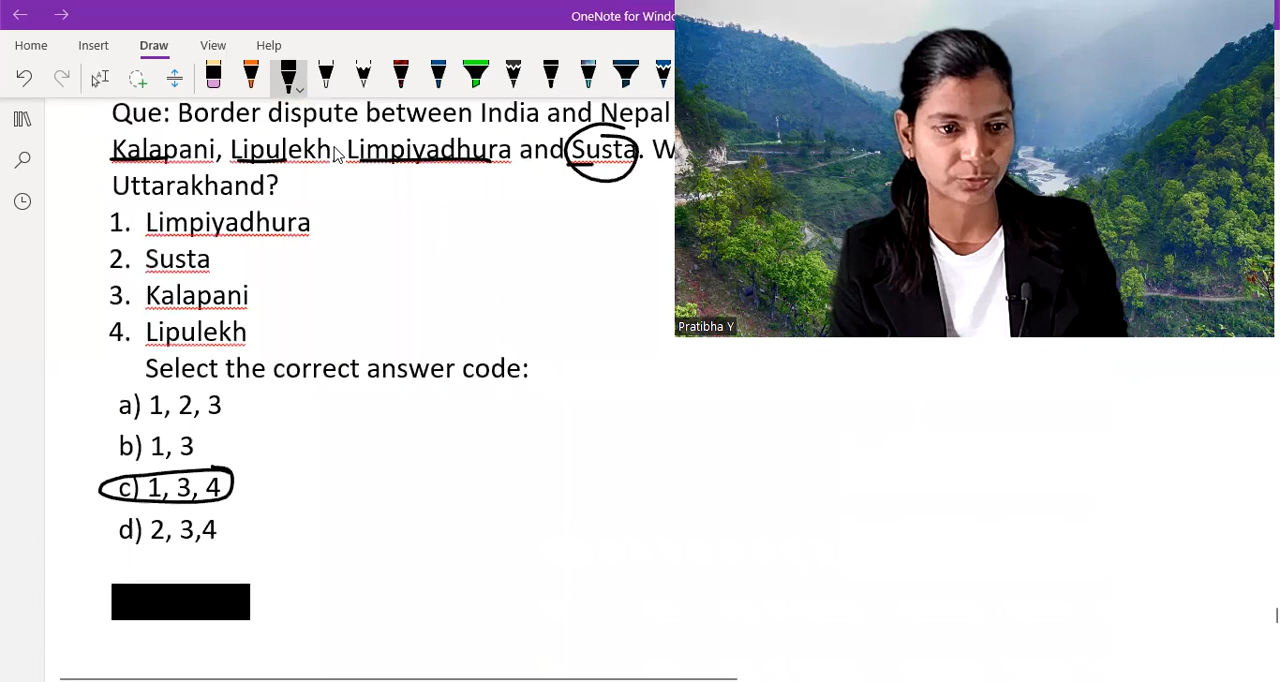 OneNote for Windo
Home Insert Draw View Help
Que: Border dispute between India and Nepal
Kalapani, Lipulekh Limpiyadhura and Susta. W
Uttarakhand?
1. Limpiyadhura
2. Susta
3. Kalapani
4. Lipulekh
Select the correct answer code:
a) 1, 2, 3
b) 1, 3
c) 1, 3, 4
d) 2, 3,4
Pratibha Y